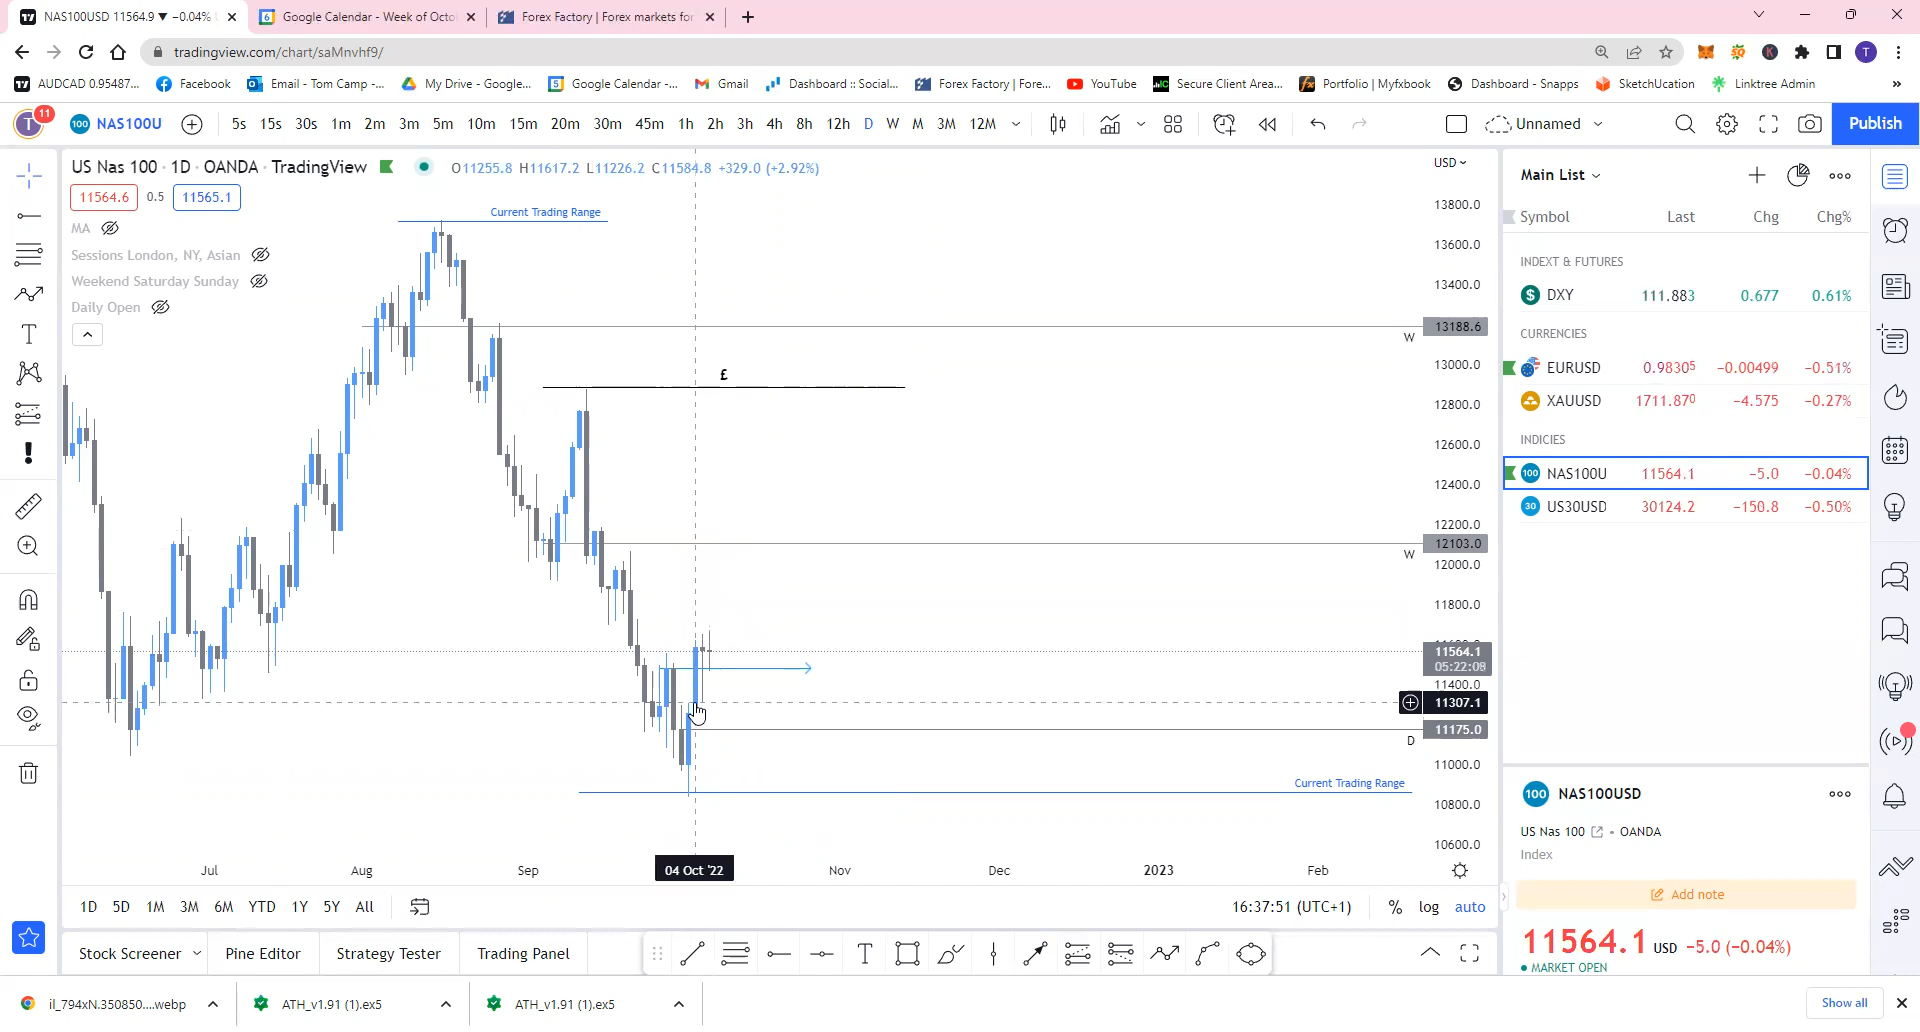 NAS100USD 11564.9 ▼ −0.04%
Google Calendar - Week of Octo
Forex Factory | Forex markets for
tradingview.com/chart/saMnvhf9/
T
AUDCAD 0.95487...
Facebook
Email - Tom Camp -...
My Drive - Google...
Google Calendar -...
Gmail
Dashboard :: Social...
Forex Factory | Fore...
YouTube
Secure Client Area...
Portfolio | Myfxbook
Dashboard - Snapps
SketchUcation
Linktree Admin
»
T 11
100 NAS100U
5s 15s 30s 1m 2m 3m 5m 10m 15m 20m 30m 45m 1h 2h 3h 4h 8h 12h D W M 3M 12M
Unnamed
Publish
US Nas 100 · 1D · OANDA · TradingView
O11255.8 H11617.2 L11226.2 C11584.8 +329.0 (+2.92%)
USD
11564.6 0.5 11565.1
MA
Sessions London, NY, Asian
Weekend Saturday Sunday
Daily Open
Current Trading Range
£
W
W
D
Current Trading Range
13800.0
13600.0
13400.0
13188.6
13000.0
12800.0
12600.0
12400.0
12200.0
12103.0
12000.0
11800.0
11564.1
05:22:09
11400.0
11307.1
11175.0
11000.0
10800.0
10600.0
Jul Aug Sep 04 Oct '22 Nov Dec 2023 Feb
1D 5D 1M 3M 6M YTD 1Y 5Y All
16:37:51 (UTC+1) % log auto
Stock Screener Pine Editor Strategy Tester Trading Panel
Main List
Symbol Last Chg Chg%
INDEXT & FUTURES
DXY 111.883 0.677 0.61%
CURRENCIES
EURUSD 0.98305 −0.00499 −0.51%
XAUUSD 1711.870 −4.575 −0.27%
INDICIES
100 NAS100U 11564.1 −5.0 −0.04%
30 US30USD 30124.2 −150.8 −0.50%
100 NAS100USD
US Nas 100 • OANDA
Index
Add note
11564.1 USD −5.0 (−0.04%)
MARKET OPEN
il_794xN.350850....webp
ATH_v1.91 (1).ex5
ATH_v1.91 (1).ex5
Show all